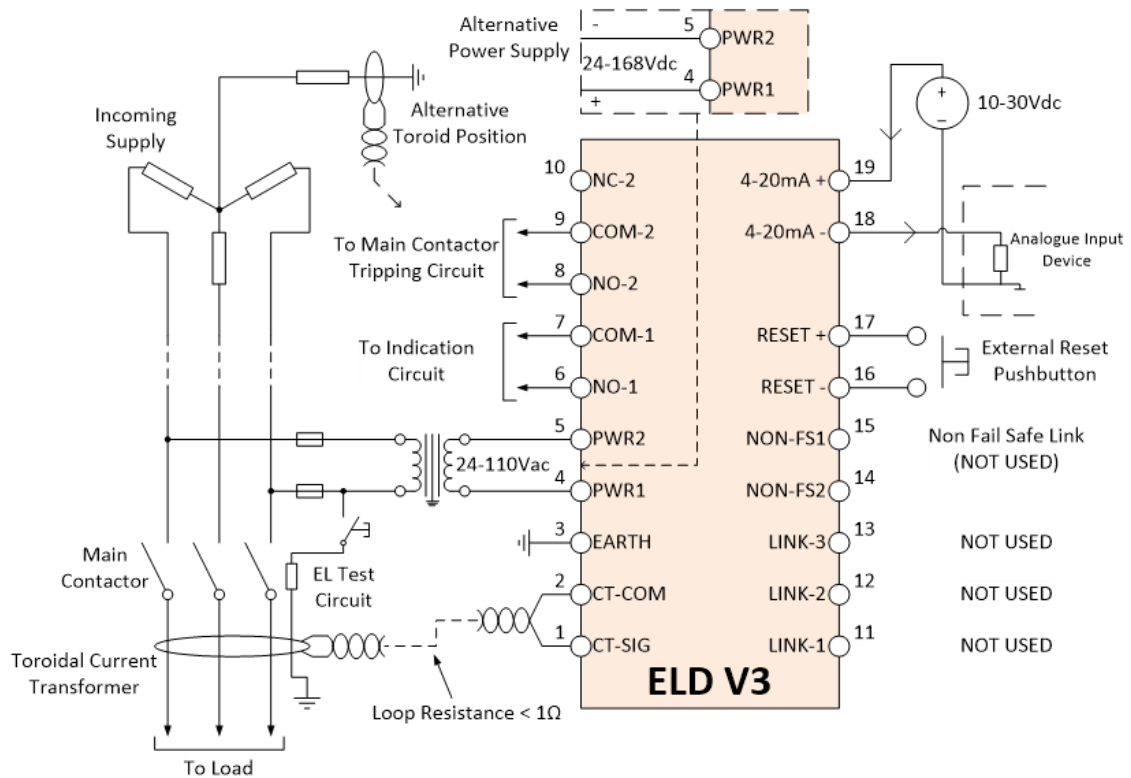 Alternative
Power Supply
-
5
PWR2
24-168Vdc
4
PWR1
+
Incoming
Supply
Alternative
Toroid Position
+
−
10-30Vdc
10
NC-2
9
COM-2
To Main Contactor
Tripping Circuit
8
NO-2
7
COM-1
To Indication
Circuit
6
NO-1
5
PWR2
24-110Vac
4
PWR1
3
EARTH
2
CT-COM
1
CT-SIG
4-20mA +
19
4-20mA -
18
Analogue Input
Device
RESET +
17
External Reset
Pushbutton
RESET -
16
NON-FS1
15
Non Fail Safe Link
(NOT USED)
NON-FS2
14
LINK-3
13
NOT USED
LINK-2
12
NOT USED
LINK-1
11
NOT USED
ELD V3
Main
Contactor
EL Test
Circuit
Toroidal Current
Transformer
Loop Resistance < 1Ω
To Load